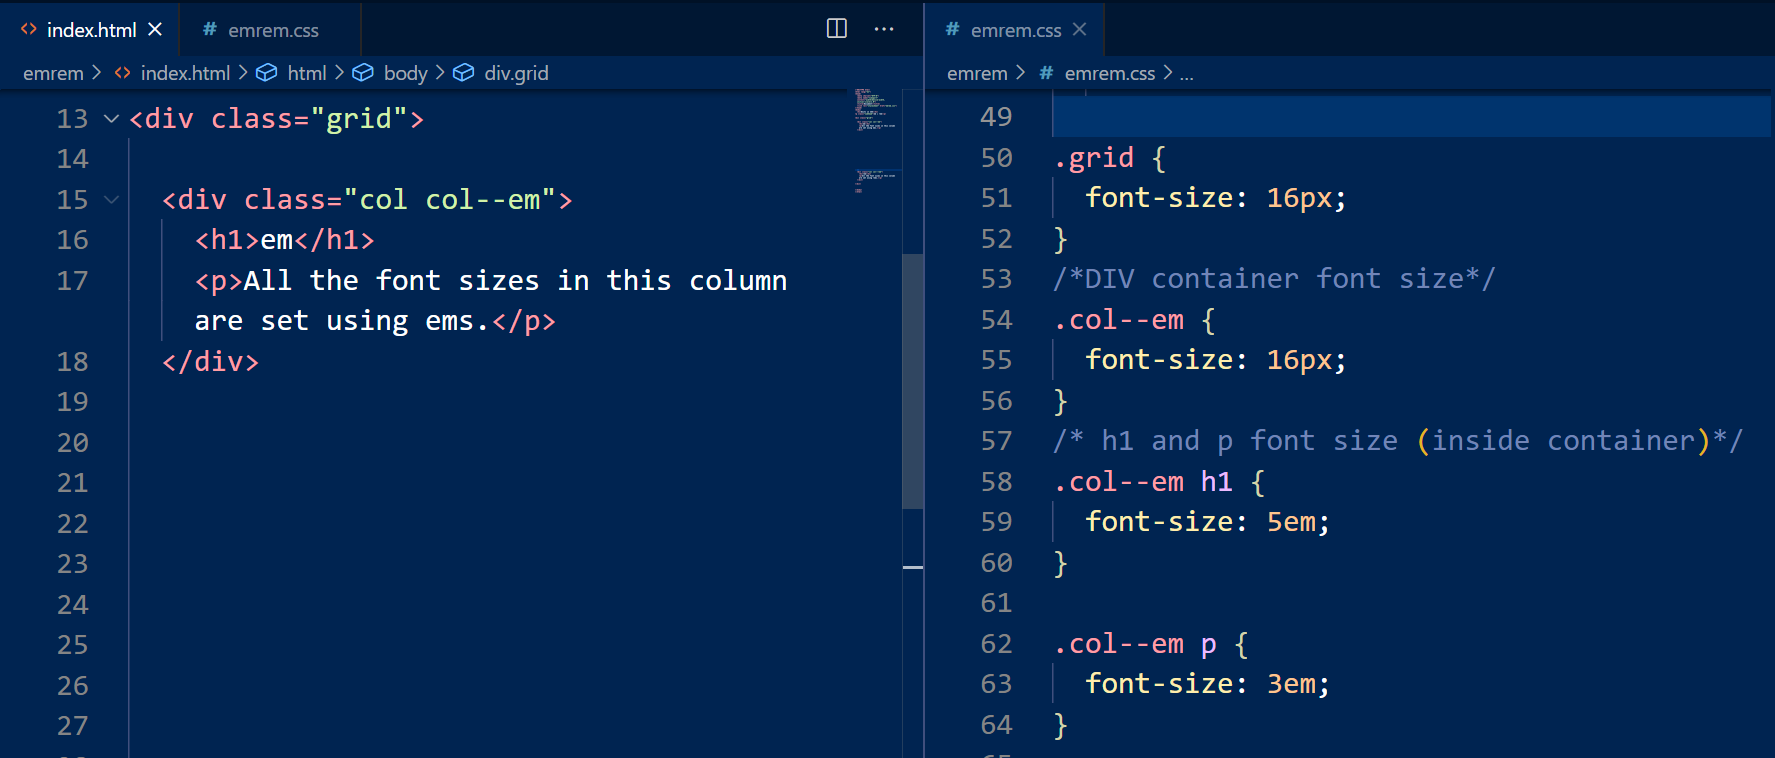 index.html
emrem.css
emrem > index.html > html > body > div.grid
13 <div class="grid">
14
15 <div class="col col--em">
16 <h1>em</h1>
17 <p>All the font sizes in this column
are set using ems.</p>
18 </div>
19
20
21
22
23
24
25
26
27
emrem.css
emrem > emrem.css > ...
49
50 .grid {
51 font-size: 16px;
52 }
53 /*DIV container font size*/
54 .col--em {
55 font-size: 16px;
56 }
57 /* h1 and p font size (inside container)*/
58 .col--em h1 {
59 font-size: 5em;
60 }
61
62 .col--em p {
63 font-size: 3em;
64 }